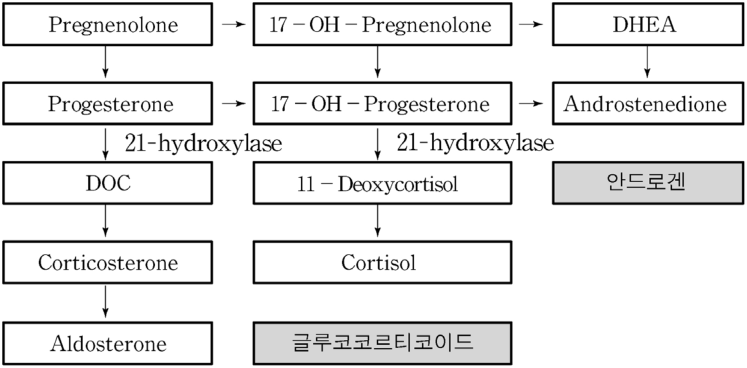 Pregnenolone
17-OH-Pregnenolone
DHEA
Progesterone
17-OH-Progesterone
Androstenedione
21-hydroxylase
21-hydroxylase
DOC
11-Deoxycortisol
안드로겐
Corticosterone
Cortisol
Aldosterone
글루코코르티코이드